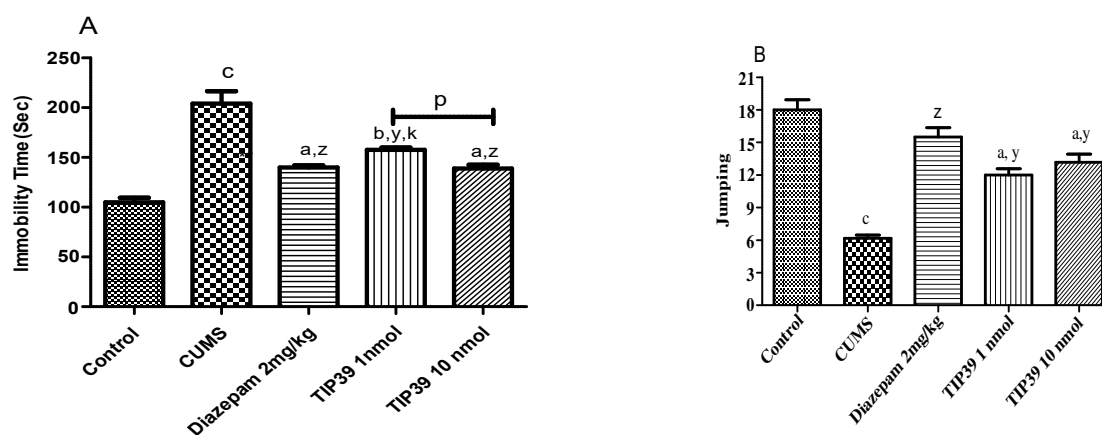 A
Immobility Time(Sec)
250
200
150
100
50
0
c
a,z
b,y,k
p
a,z
Control
CUMS
Diazepam 2mg/kg
TIP39 1nmol
TIP39 10 nmol
B
Jumping
21
18
15
12
9
6
3
0
c
z
a, y
a,y
Control
CUMS
Diazepam 2mg/kg
TIP39 1 nmol
TIP39 10 nmol